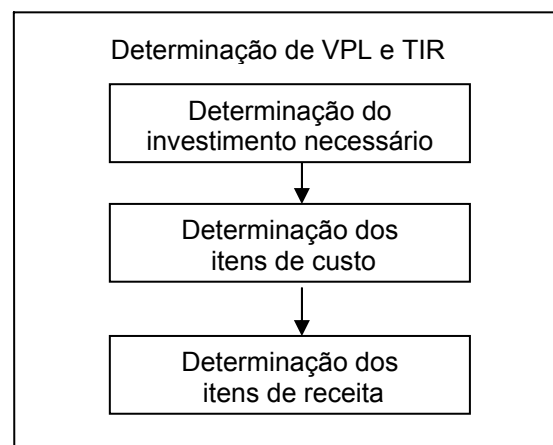 Determinação de VPL e TIR
Determinação do
investimento necessário
Determinação dos
itens de custo
Determinação dos
itens de receita